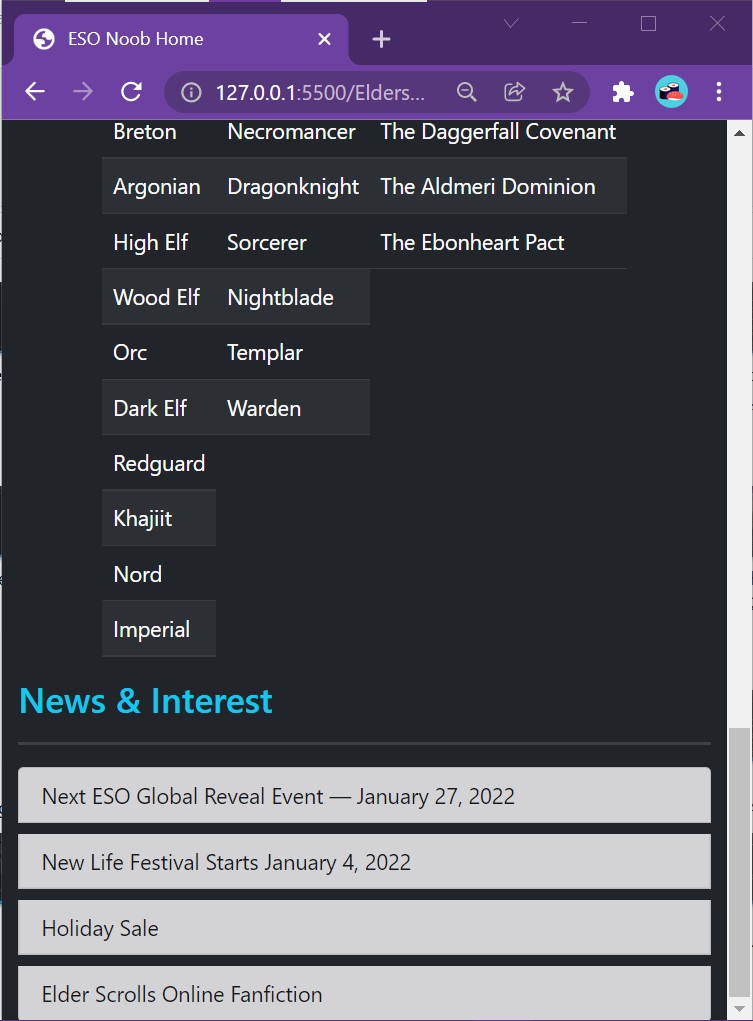 ESO Noob Home
127.0.0.1:5500/Elders...
Breton Necromancer The Daggerfall Covenant
Argonian Dragonknight The Aldmeri Dominion
High Elf Sorcerer The Ebonheart Pact
Wood Elf Nightblade
Orc Templar
Dark Elf Warden
Redguard
Khajiit
Nord
Imperial
News & Interest
Next ESO Global Reveal Event — January 27, 2022
New Life Festival Starts January 4, 2022
Holiday Sale
Elder Scrolls Online Fanfiction